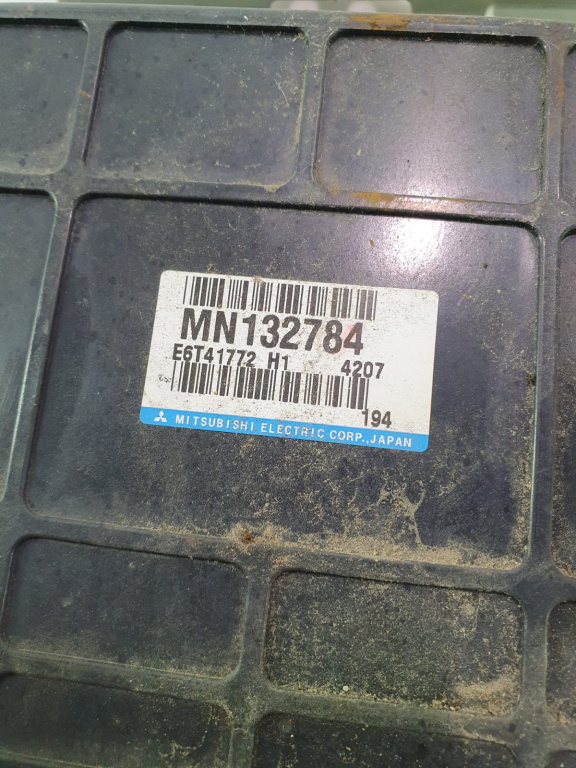 MN132784
E6T41772 H1 4207
194
MITSUBISHI ELECTRIC CORP.,JAPAN